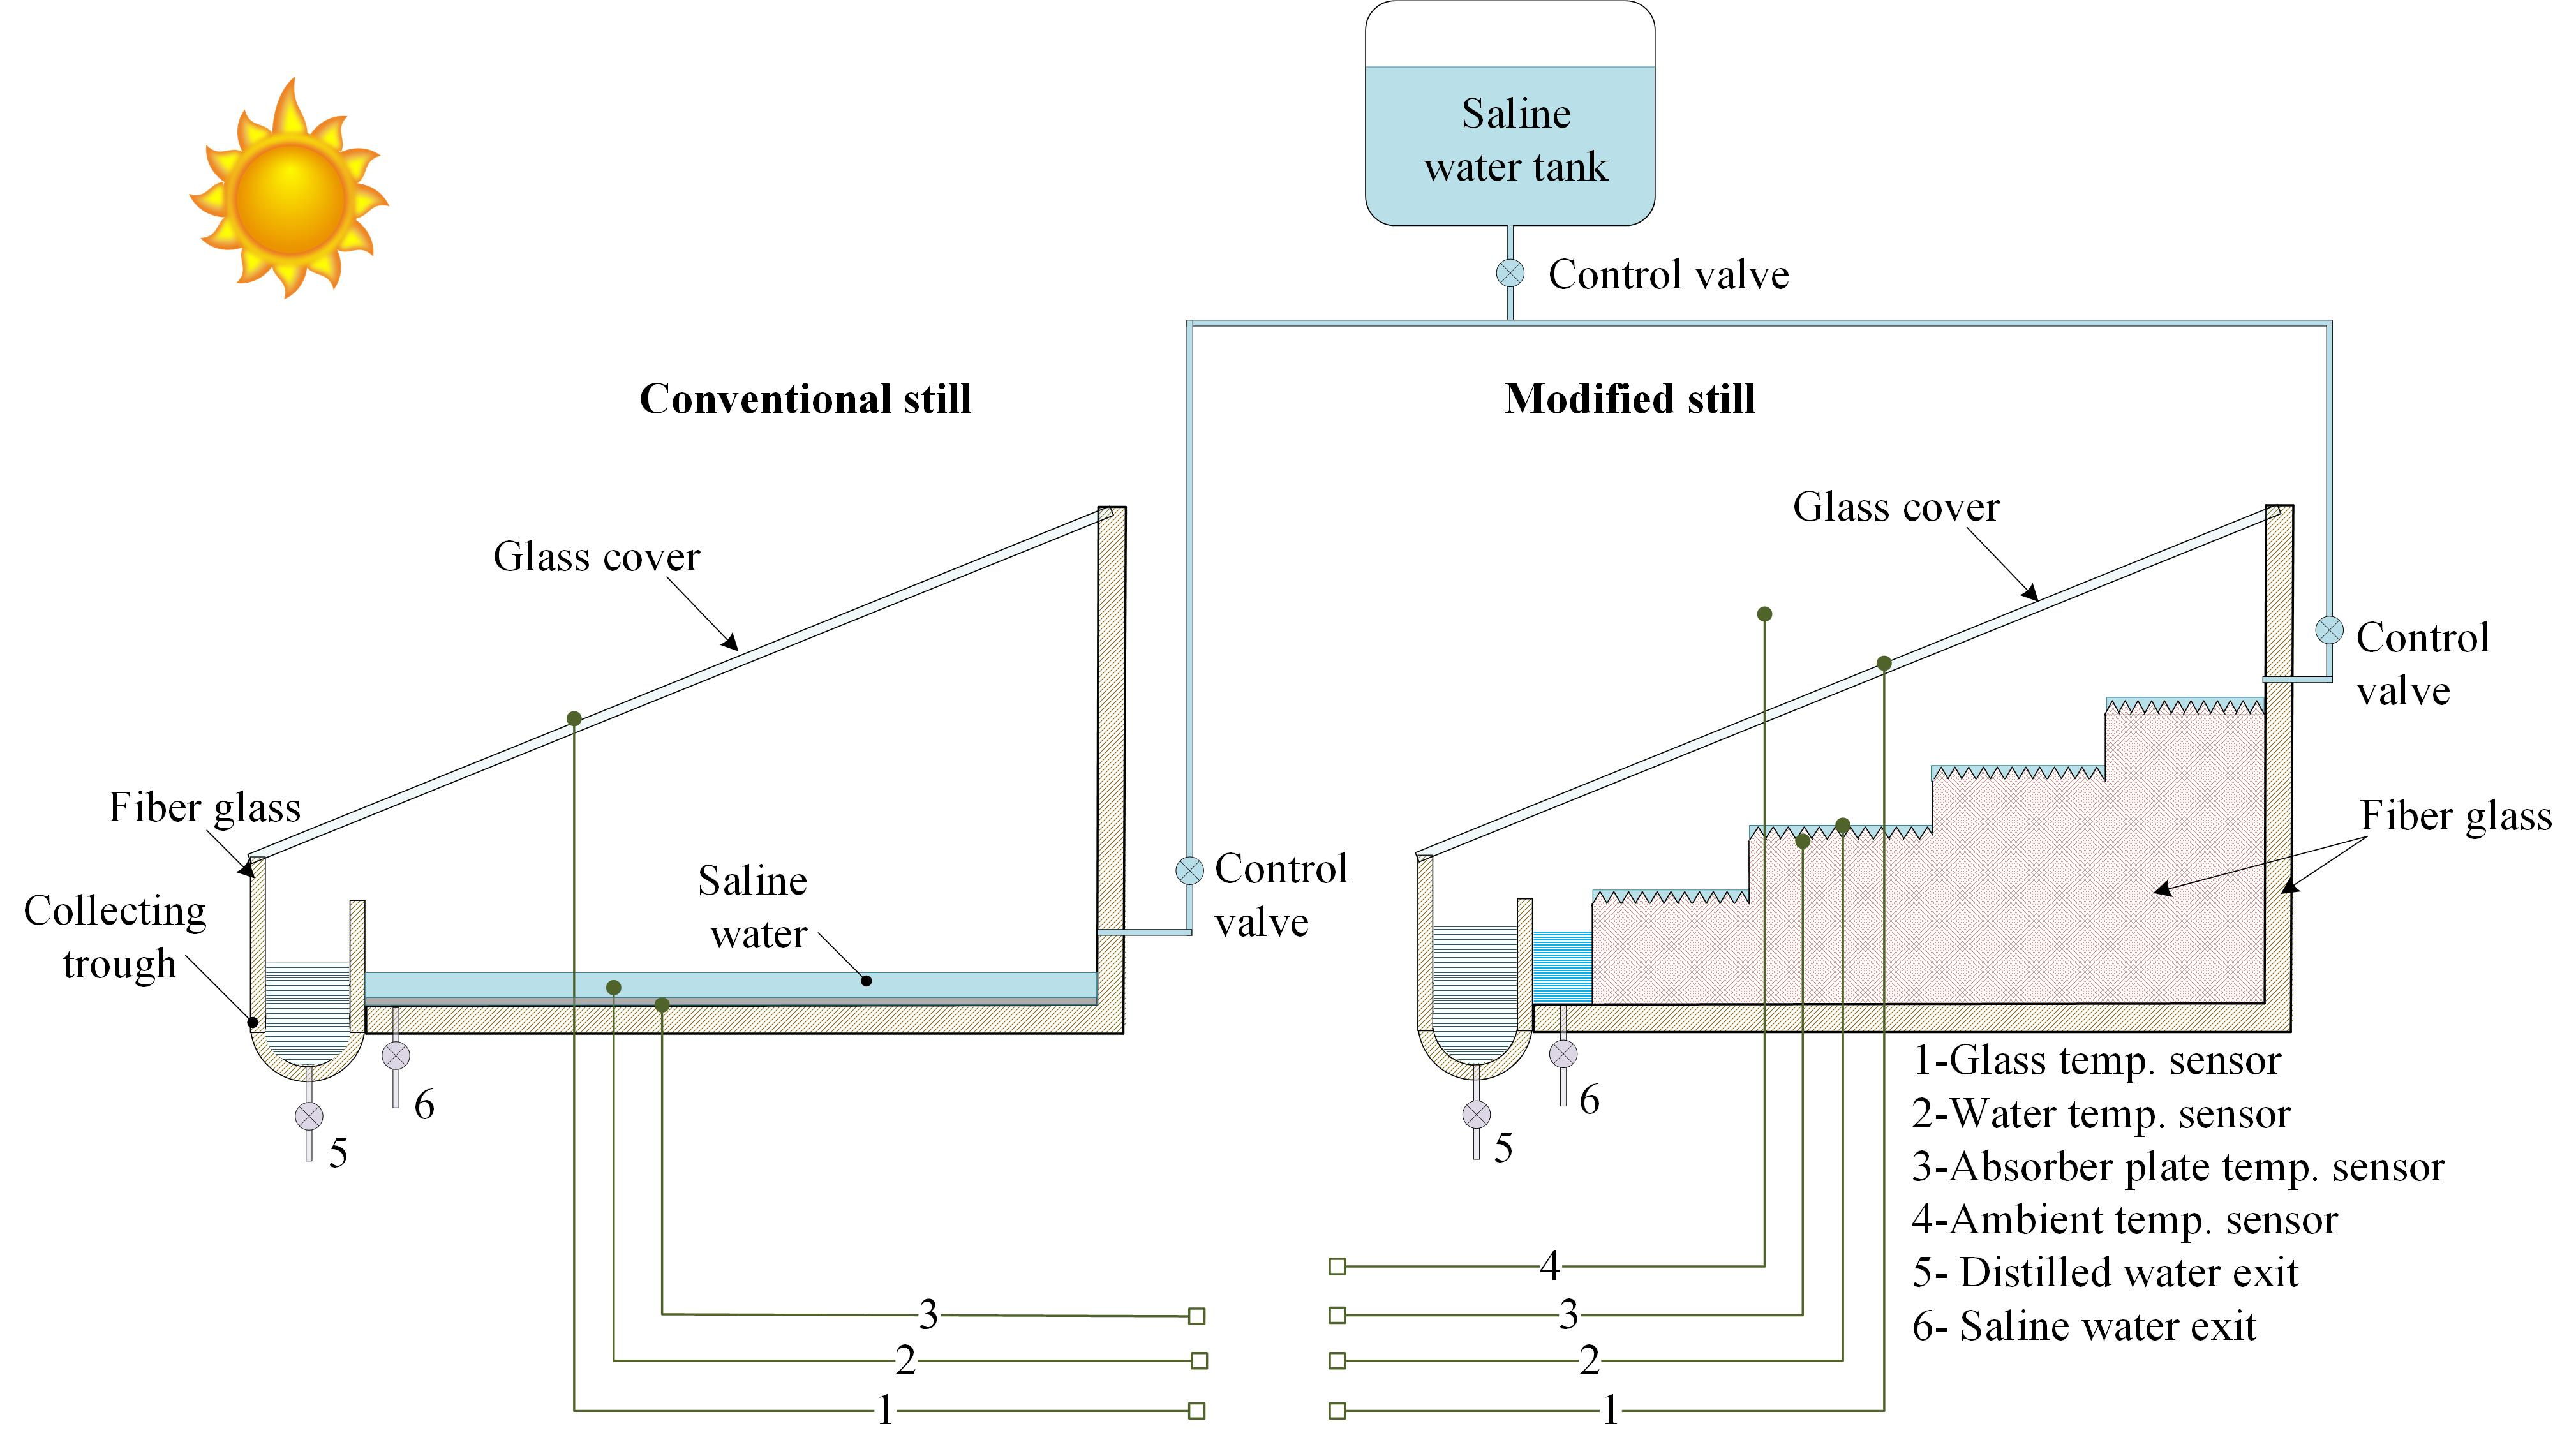 Saline
water tank
Control valve
Conventional still
Modified still
Glass cover
Glass cover
Control
valve
Fiber glass
Collecting
trough
Saline
water
Control
valve
Fiber glass
6
5
6
5
1-Glass temp. sensor
2-Water temp. sensor
3-Absorber plate temp. sensor
4-Ambient temp. sensor
5- Distilled water exit
6- Saline water exit
3
2
1
4
3
2
1